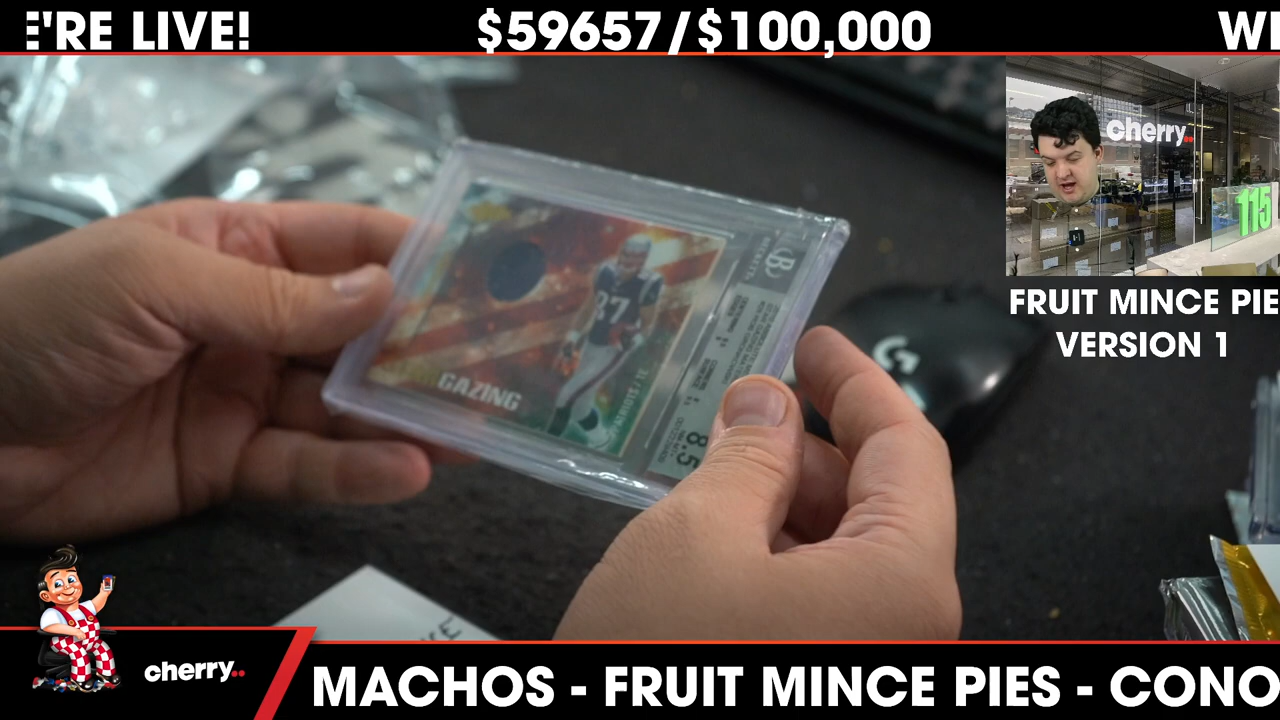 'RE LIVE!
$59657/$100,000
cherry..
115
FRUIT MINCE PIE
VERSION 1
87
GAZING
8.5
G
cherry..
MACHOS - FRUIT MINCE PIES - CONO